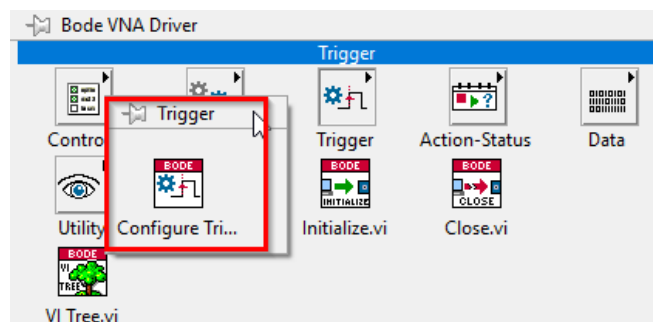 Bode VNA Driver
Trigger
Trigger
Contro
Trigger
Action-Status
Data
BODE
BODE
BODE
INITIALIZE
CLOSE
Utility
Configure Tri...
Initialize.vi
Close.vi
BODE
VI
TREE
VI Tree.vi